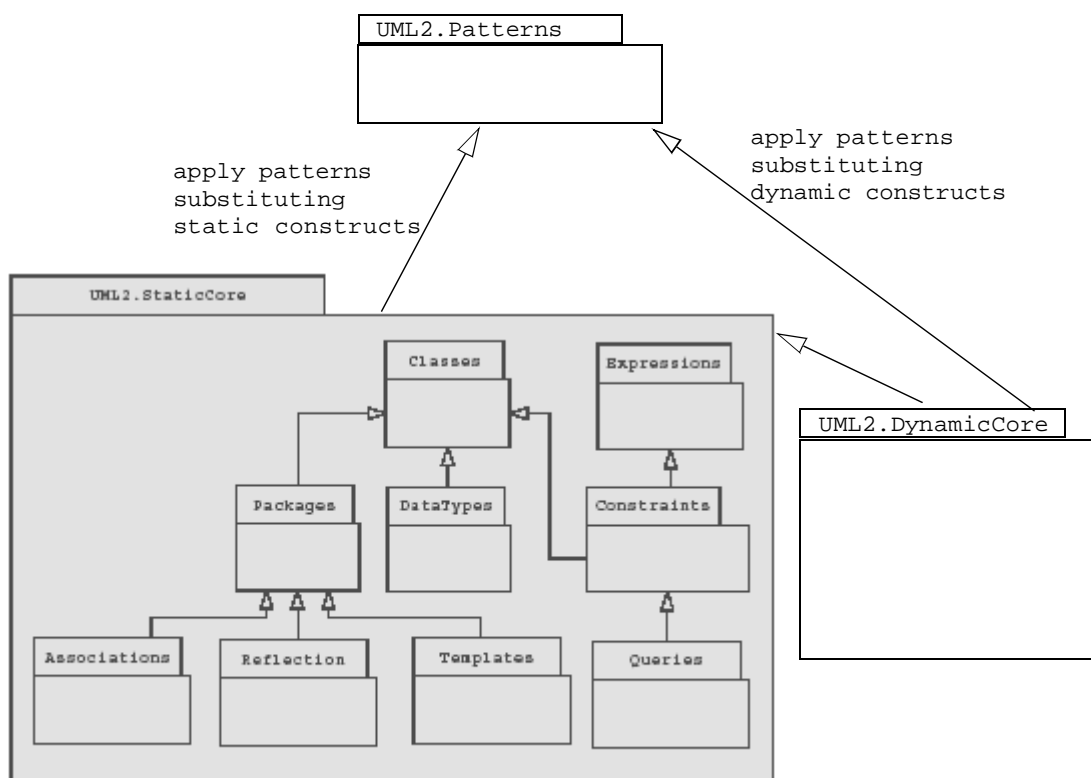 UML2.Patterns
apply patterns
substituting
static constructs
apply patterns
substituting
dynamic constructs
UML2.StaticCore
Classes
Expressions
UML2.DynamicCore
Packages
DataTypes
Constraints
Associations
Reflection
Templates
Queries